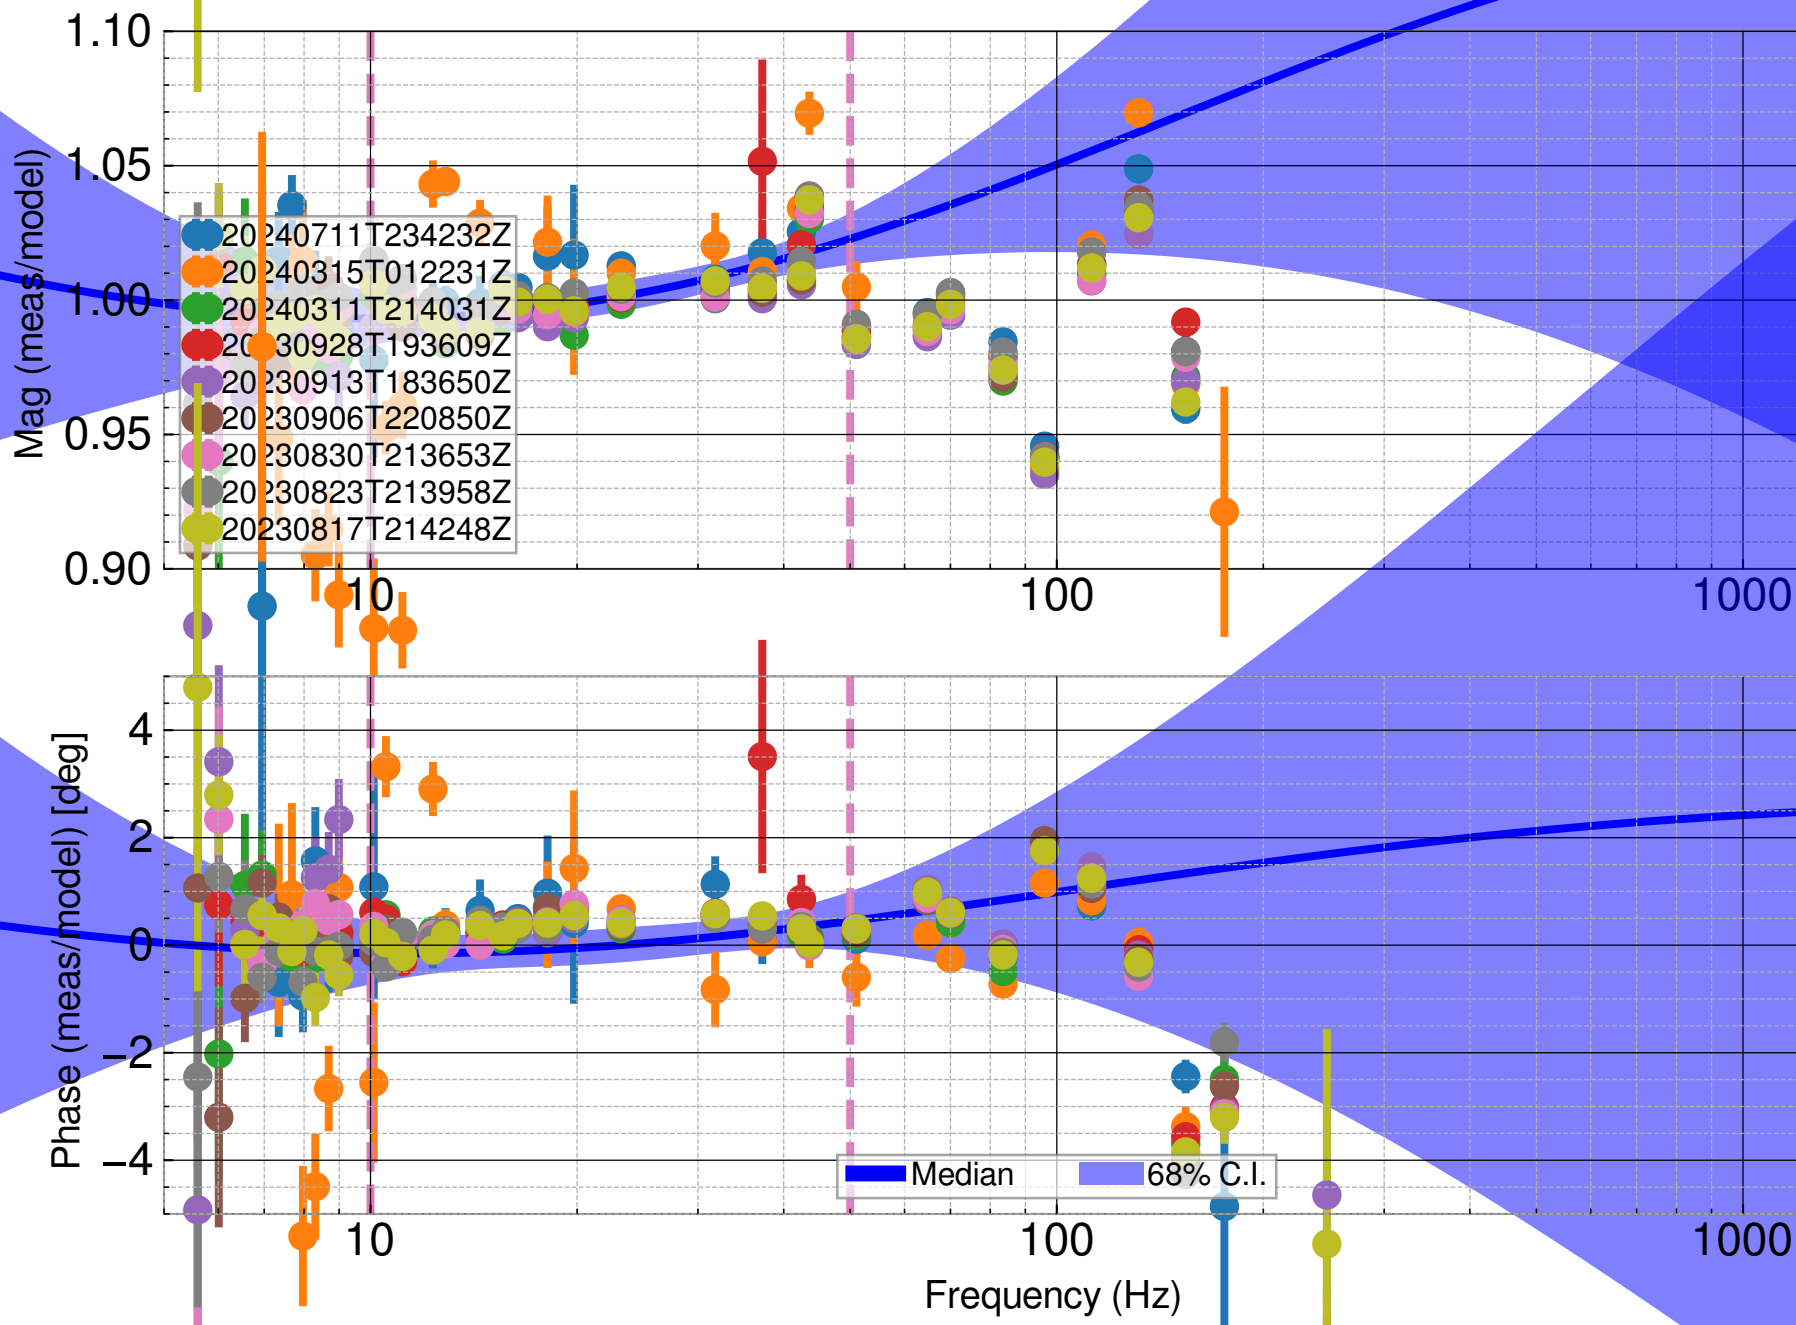 1.10
1.05
1.00
0.95
0.90
Mag (meas/model)
20240711T234232Z
20240315T012231Z
20240311T214031Z
20230928T193609Z
20230913T183650Z
20230906T220850Z
20230830T213653Z
20230823T213958Z
20230817T214248Z
10
100
1000
4
2
0
−2
−4
Phase (meas/model) [deg]
Median
68% C.I.
10
100
1000
Frequency (Hz)